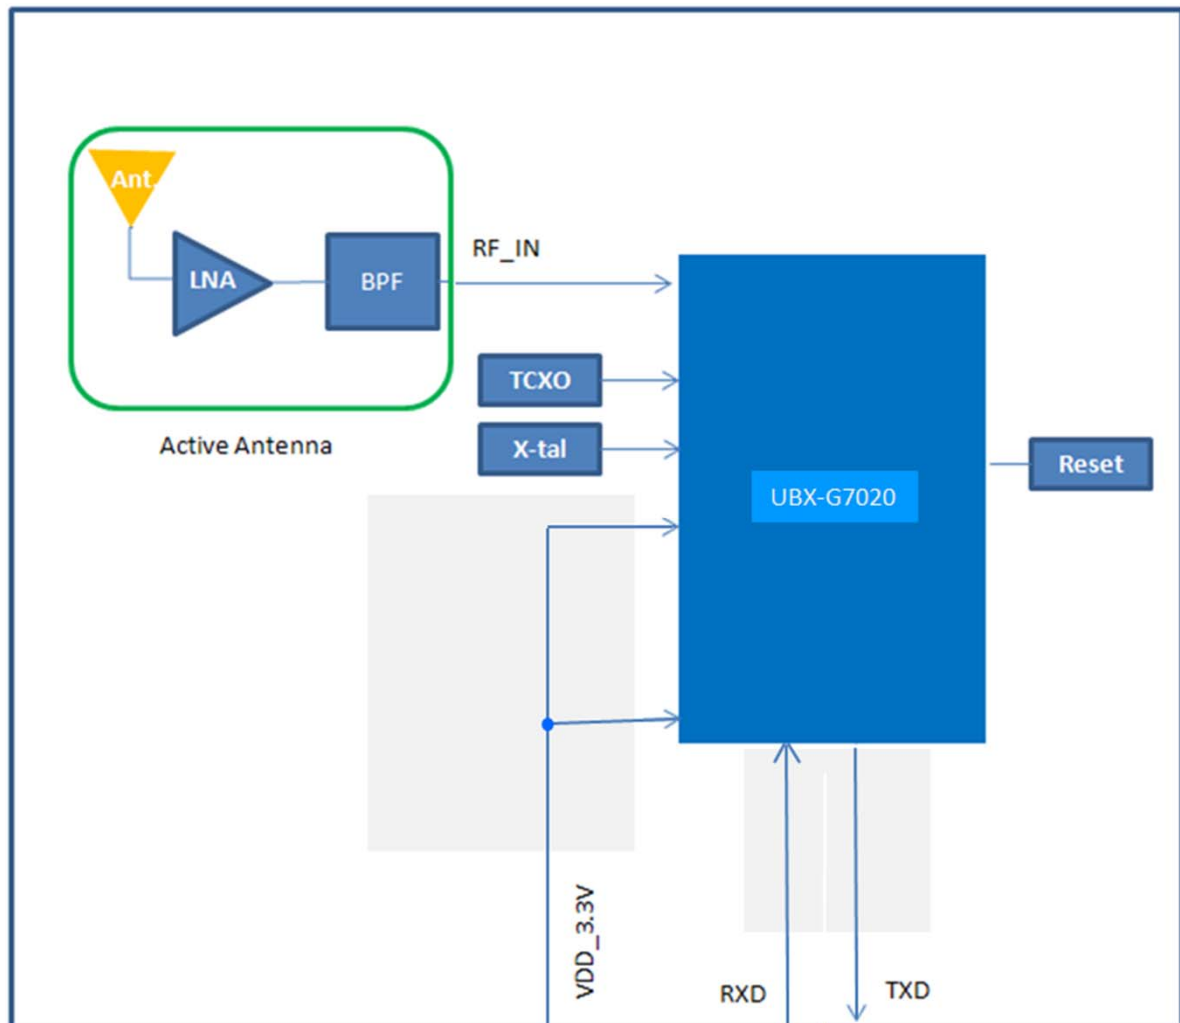 Ant.
LNA
BPF
RF_IN
TCXO
Active Antenna
X-tal
Reset
UBX-G7020
VDD_3.3V
RXD
TXD